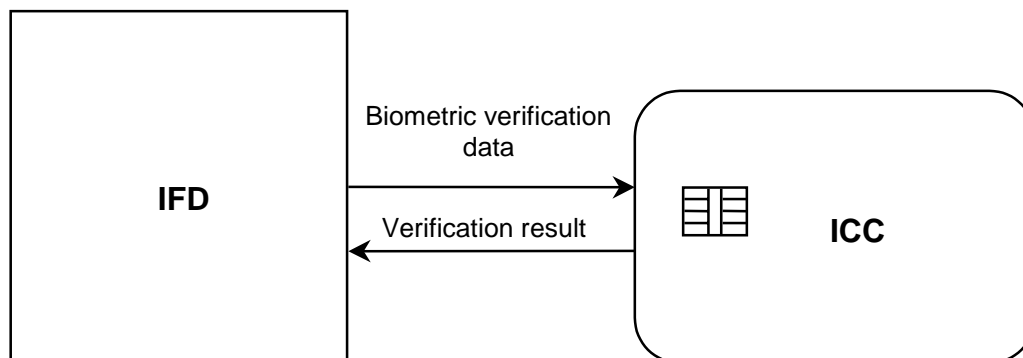 Biometric verification
data
IFD
Verification result
ICC